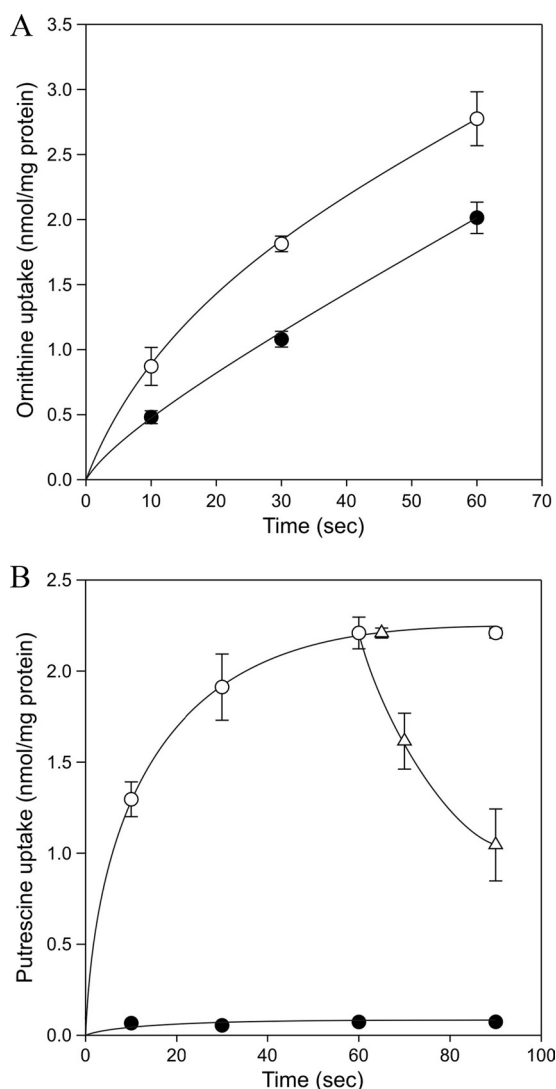 A
3.5
3.0
2.5
2.0
1.5
1.0
0.5
0.0
Ornithine uptake (nmol/mg protein)
0 10 20 30 40 50 60 70
Time (sec)
B
2.5
2.0
1.5
1.0
0.5
0.0
Putrescine uptake (nmol/mg protein)
0 20 40 60 80 100
Time (sec)